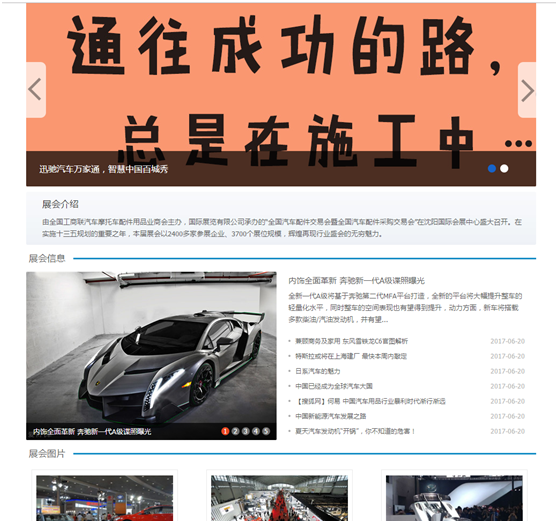 通往成功的路，
总是在施工中...
迅驰汽车万家通，智慧中国百城秀
展会介绍
由全国工商联汽车摩托车配件用品业商会主办，国际展览有限公司承办的“全国汽车配件交易会暨全国汽车配件采购交易会”在沈阳国际会展中心盛大召开。在
实施十三五规划的重要之年，本届展会以2400多家参展企业、3700个展位规模，辉煌再现行业盛会的无穷魅力。
展会信息
内饰全面革新 奔驰新一代A级谍照曝光
全新一代A级将基于奔驰第二代MFA平台打造，全新的平台将大幅提升整车的
轻量化水平，同时整车的空间表现也有望得到提升，动力方面，新车将搭载
多款柴油/汽油发动机，并有望...
兼顾商务及家用 东风雪铁龙C6官图解析 2017-06-20
特斯拉或将在上海建厂 最快本周内敲定 2017-06-20
日系汽车的魅力 2017-06-20
中国已经成为全球汽车大国 2017-06-20
【搜狐网】何易 中国汽车用品行业暴利时代渐行渐远 2017-06-20
中国新能源汽车发展之路 2017-06-20
夏天汽车发动机“开锅”，你不知道的危害！ 2017-06-20
内饰全面革新 奔驰新一代A级谍照曝光 1 2 3 4 5
展会图片